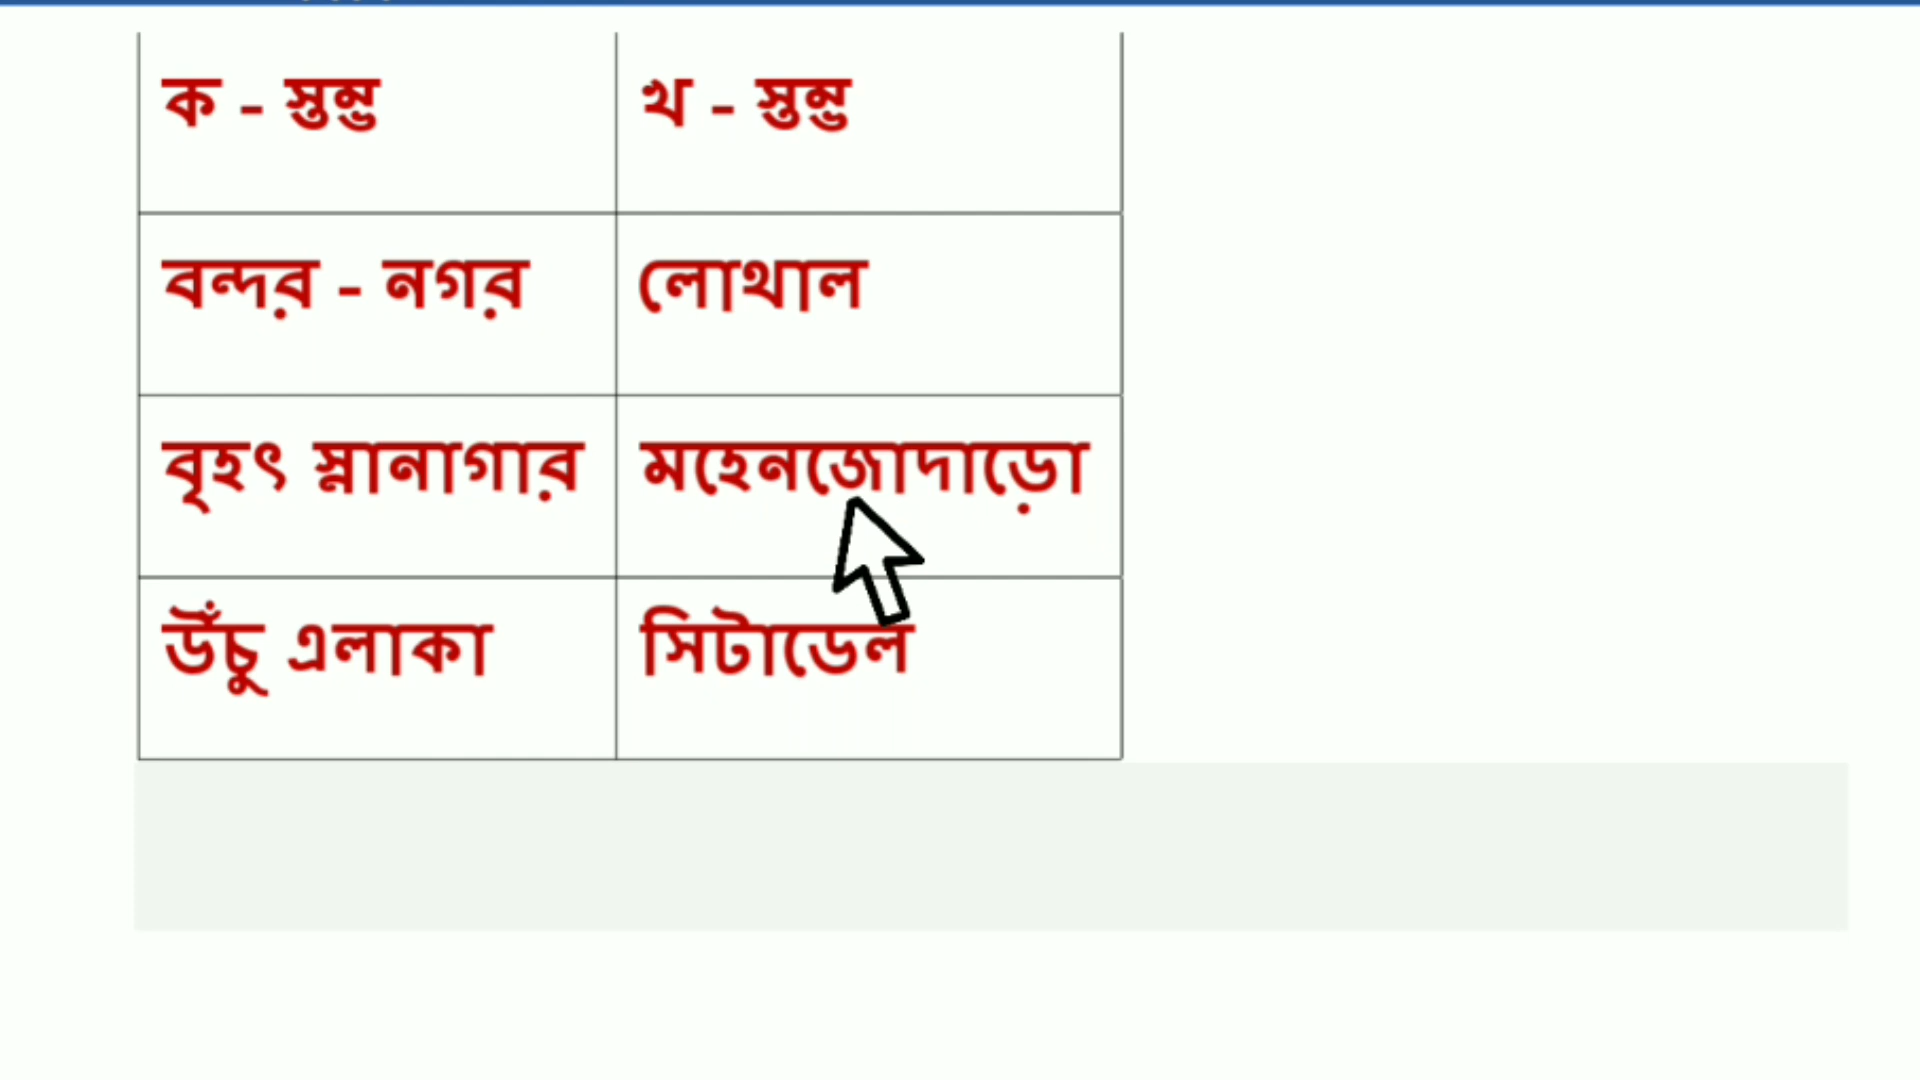 ক - স্তম্ভ খ - স্তম্ভ
বন্দর - নগর লোথাল
বৃহৎ স্নানাগার মহেনজোদাড়ো
উঁচু এলাকা সিটাডেল